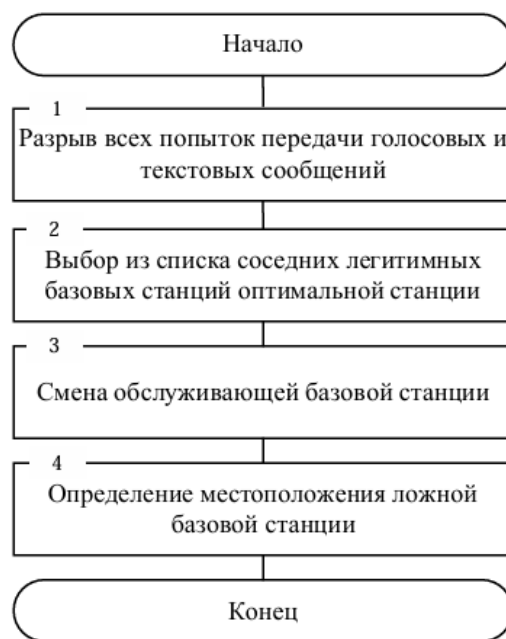 Начало
1
Разрыв всех попыток передачи голосовых и
текстовых сообщений
2
Выбор из списка соседних легитимных
базовых станций оптимальной станции
3
Смена обслуживающей базовой станции
4
Определение местоположения ложной
базовой станции
Конец